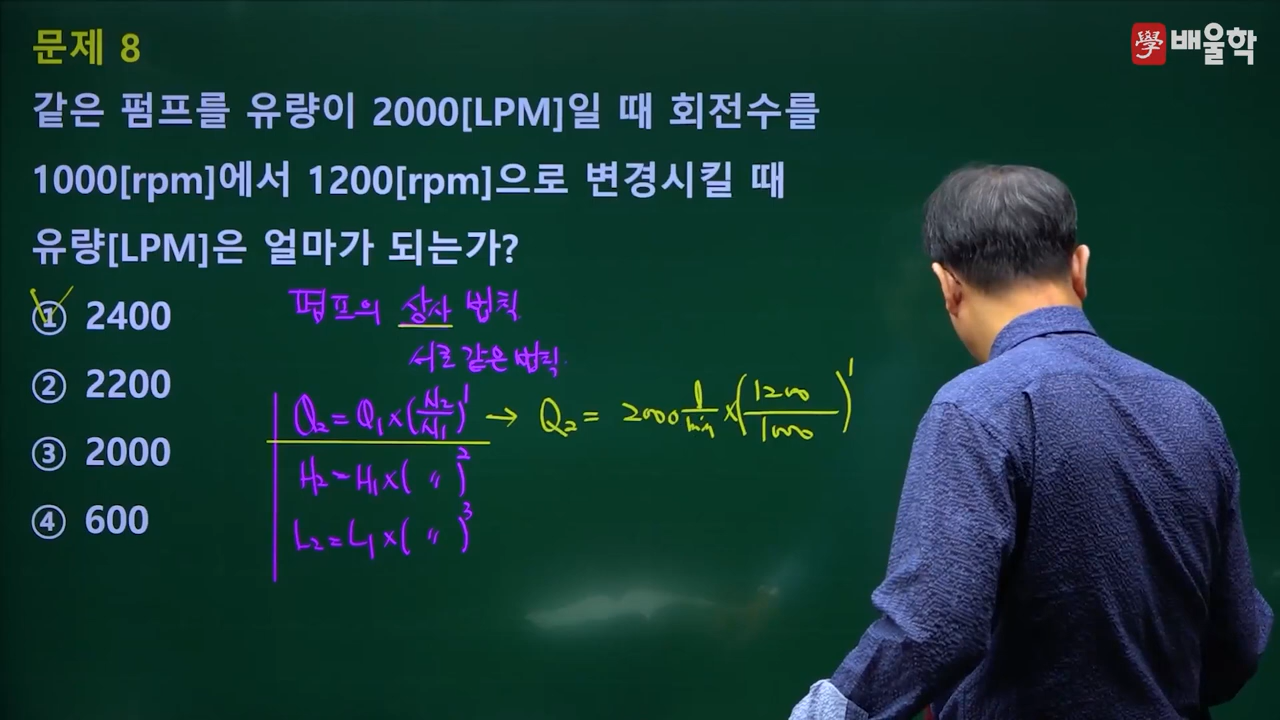 문제 8
學 배울학
같은 펌프를 유량이 2000[LPM]일 때 회전수를
1000[rpm]에서 1200[rpm]으로 변경시킬 때
유량[LPM]은 얼마가 되는가?
① 2400
② 2200
③ 2000
④ 600
펌프의 상사 법칙
서로 같은 법칙.
Q₂ = Q₁ × (N₂/N₁)¹ → Q₂ = 2000 l/min × (1200/1000)¹
H₂ = H₁ × ( 〃 )²
L₂ = L₁ × ( 〃 )³